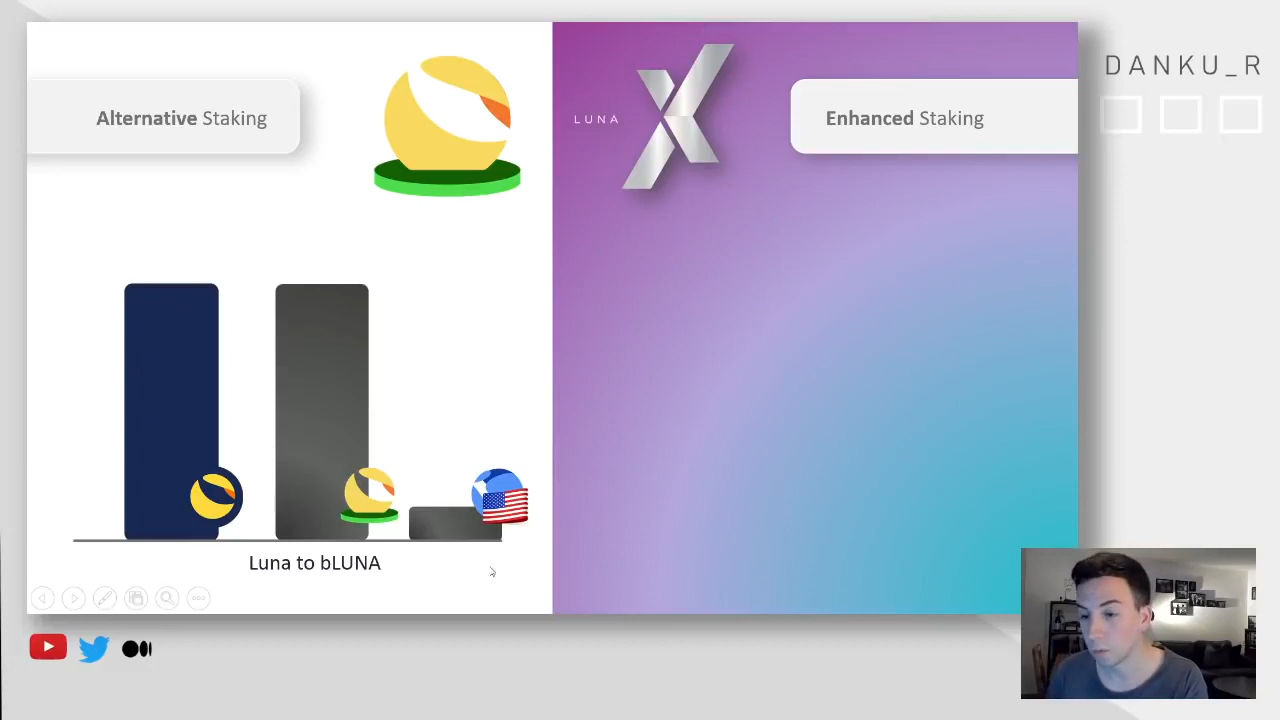 Alternative Staking
LUNA X
Enhanced Staking
DANKU_R
Luna to bLUNA